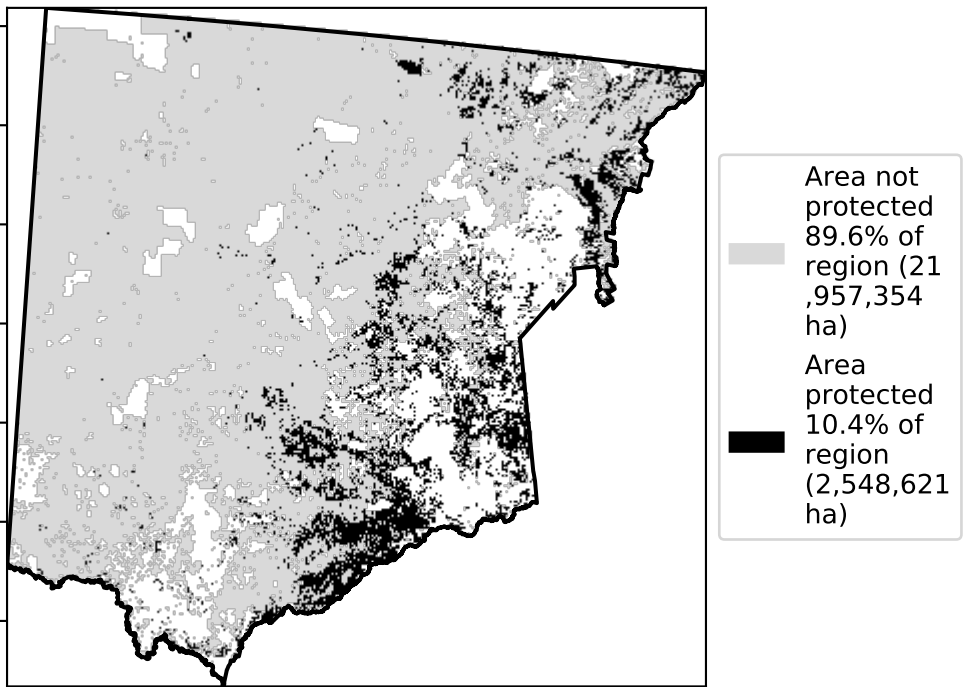 Area not
protected
89.6% of
region (21
,957,354
ha)
Area
protected
10.4% of
region
(2,548,621
ha)